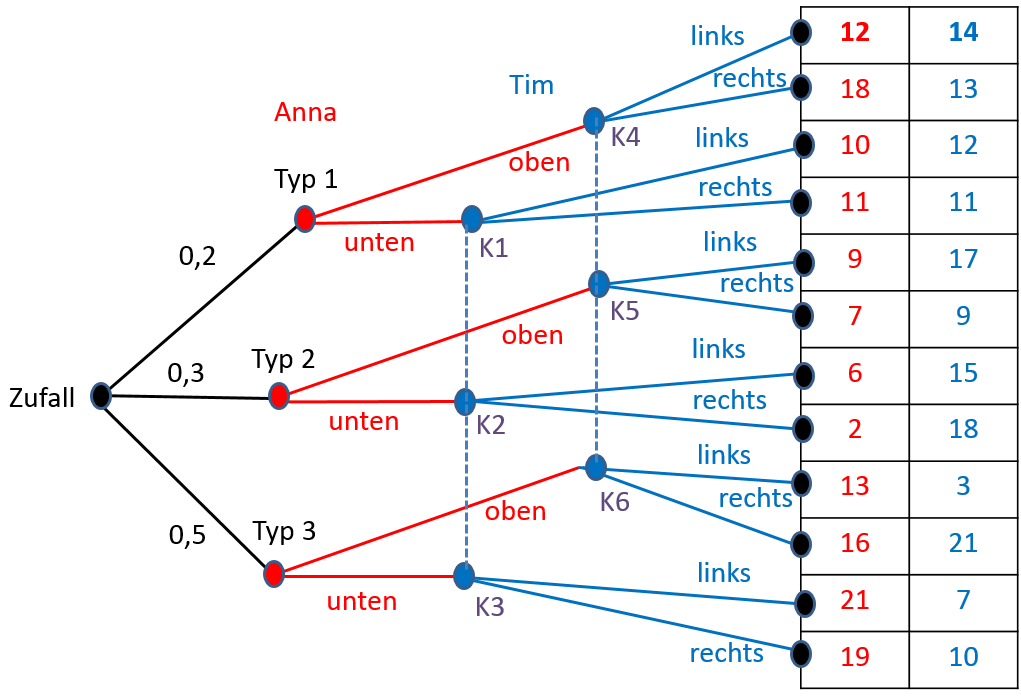 links
12 14
Tim
rechts
18 13
Anna
K4
links
10 12
oben
Typ 1
rechts
11 11
unten
K1
0,2
links
9 17
rechts
K5
7 9
oben
Typ 2
links
0,3
6 15
Zufall
rechts
unten
K2
2 18
links
13 3
rechts
K6
oben
Typ 3
0,5
16 21
links
21 7
unten
K3
rechts
19 10